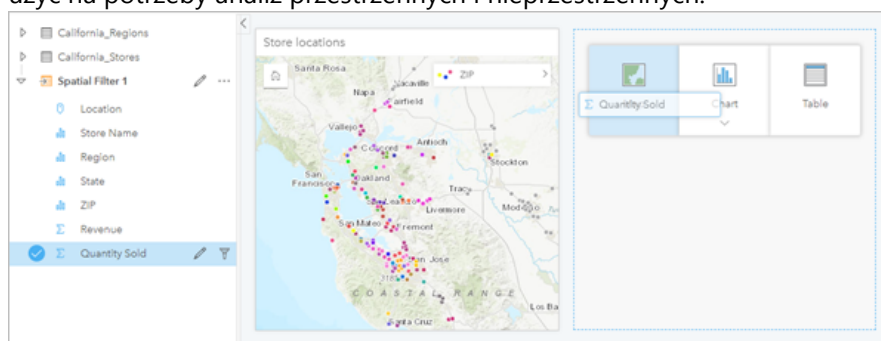 użyć na potrzeby analiz przestrzennych i nieprzestrzennych.
California_Regions
California_Stores
Spatial Filter 1
Location
Store Name
Region
State
ZIP
Revenue
Quantity Sold
Store locations
ZIP
Santa Rosa
Vacaville
Napa
Fairfield
Vallejo
Concord
Antioch
Stockton
San Francisco
Oakland
Tracy
San Leandro
Livermore
Modesto
San Mateo
Fremont
San Jose
COASTAL RANGE
Los Ba
Santa Cruz
Quantity Sold
Chart
Table